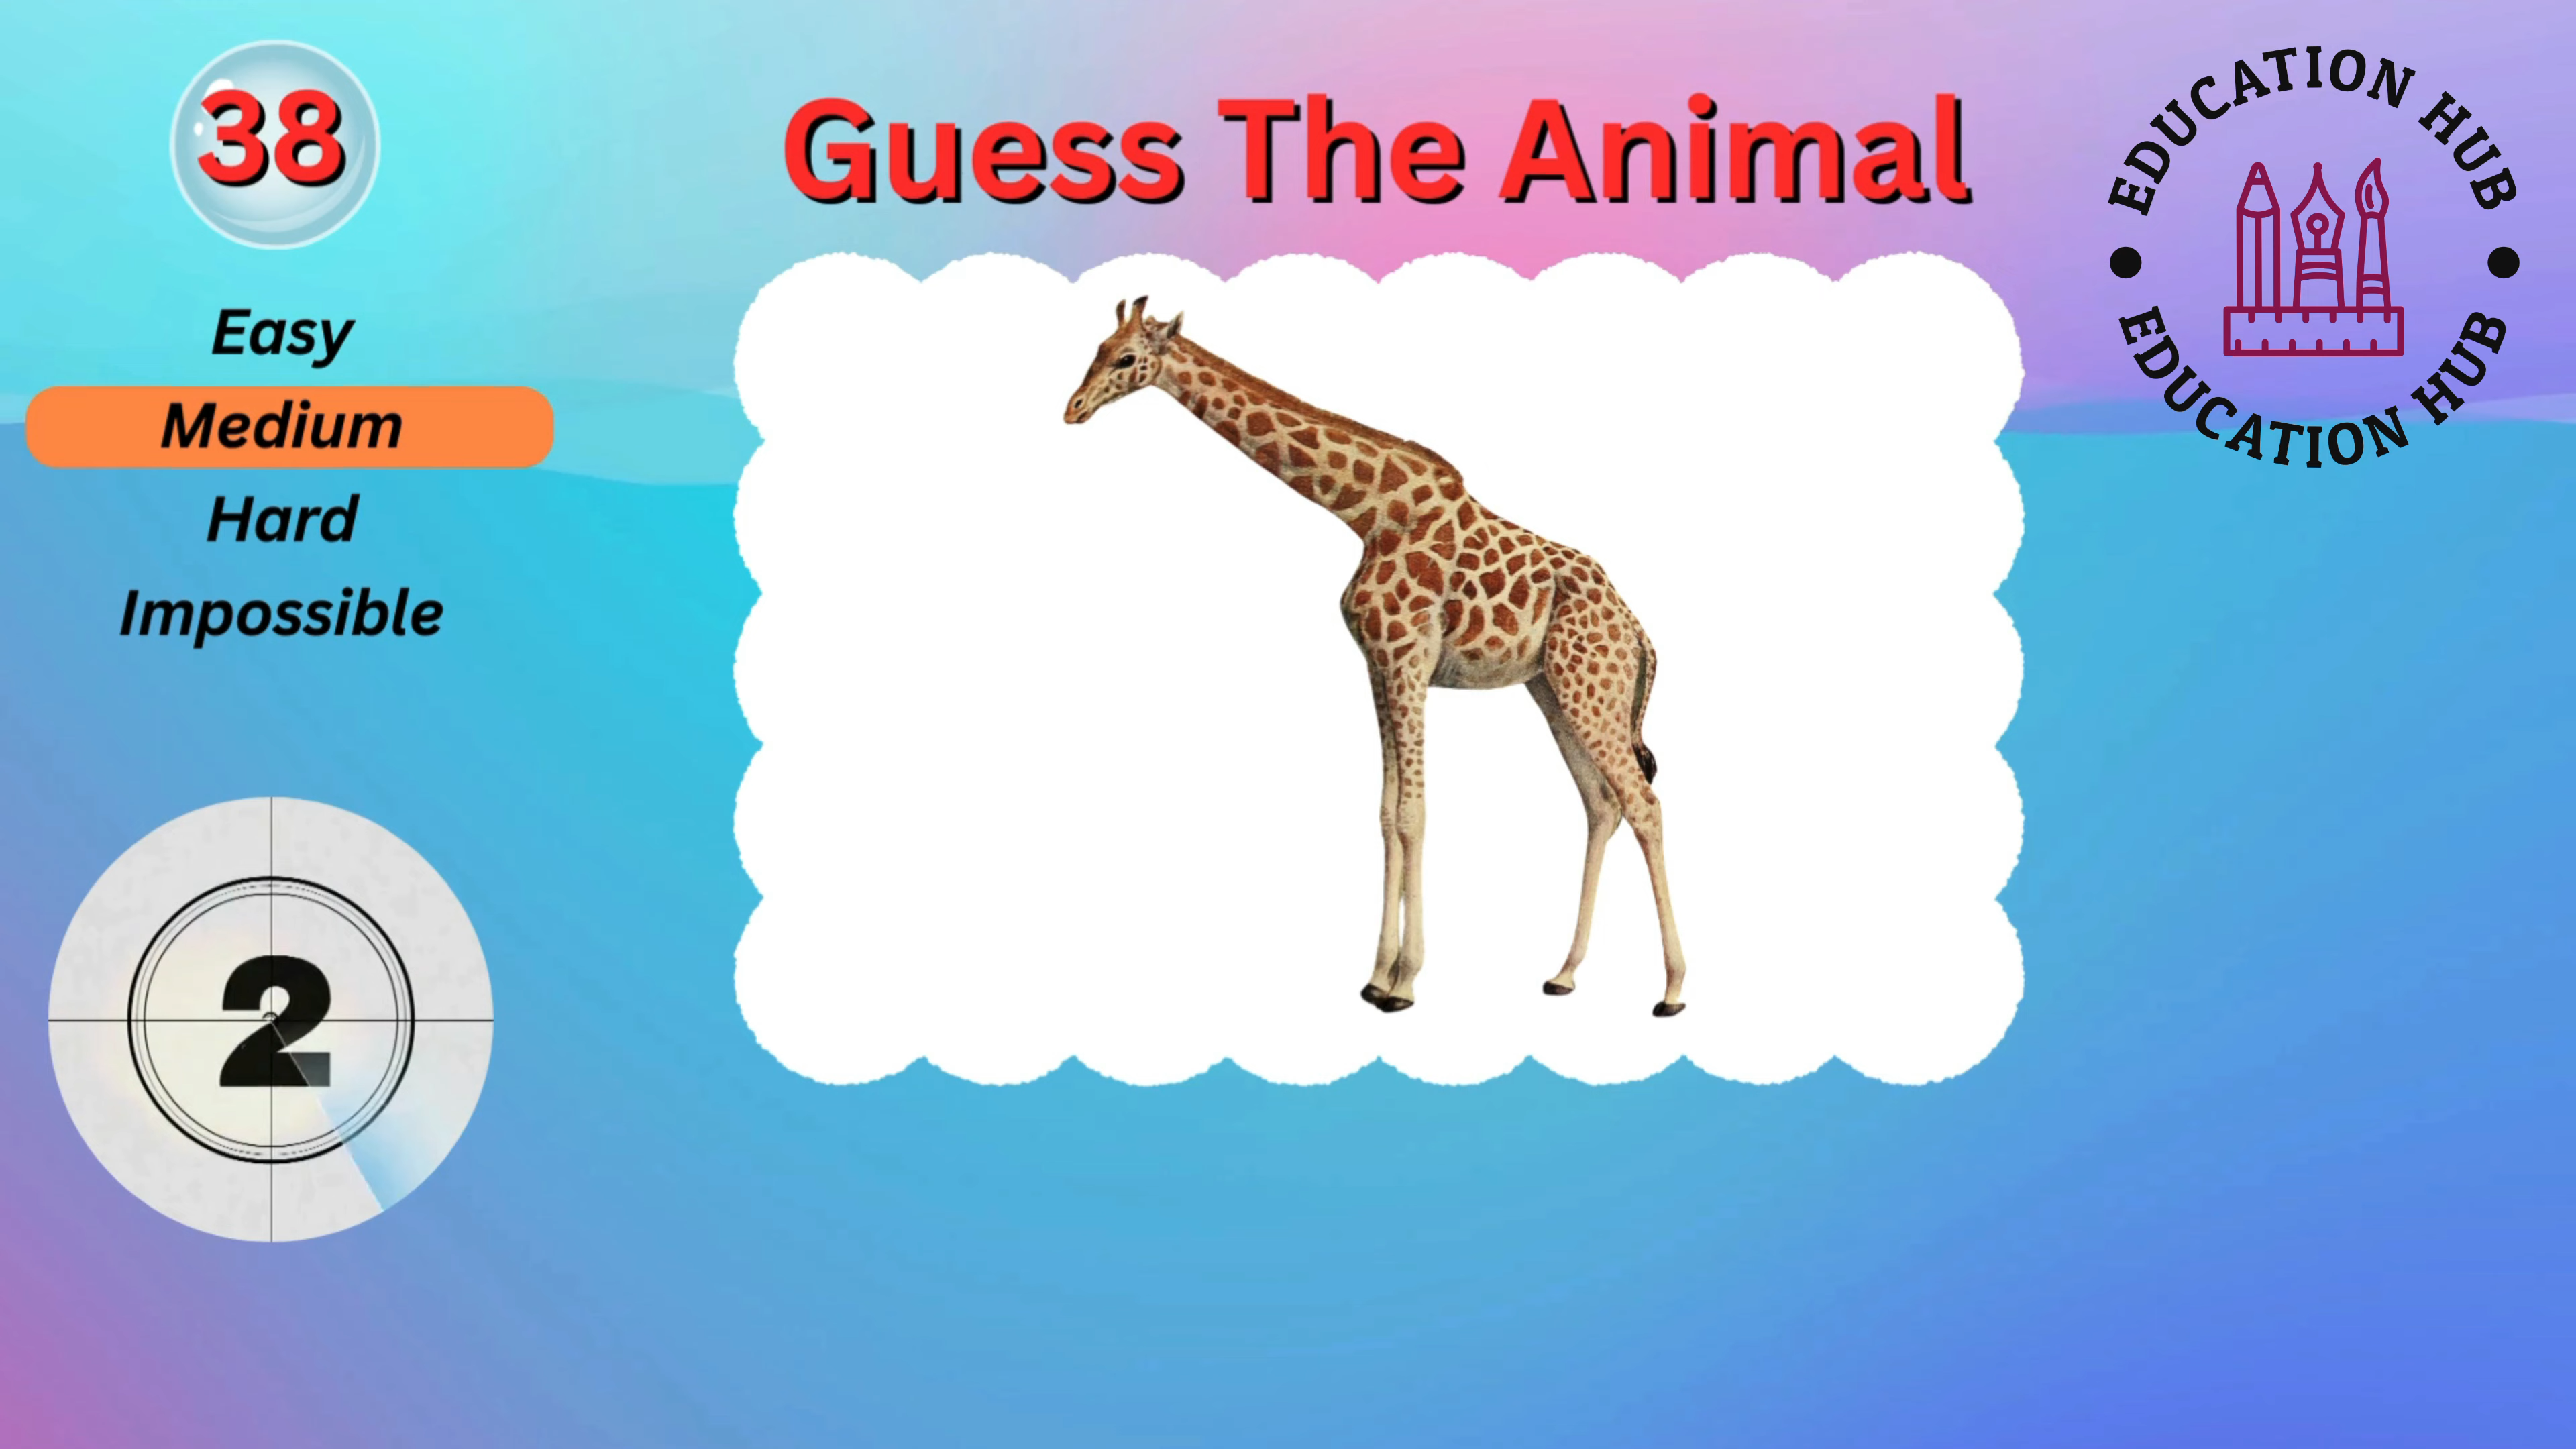 38
Guess The Animal
EDUCATION HUB
EDUCATION HUB
Easy
Medium
Hard
Impossible
2